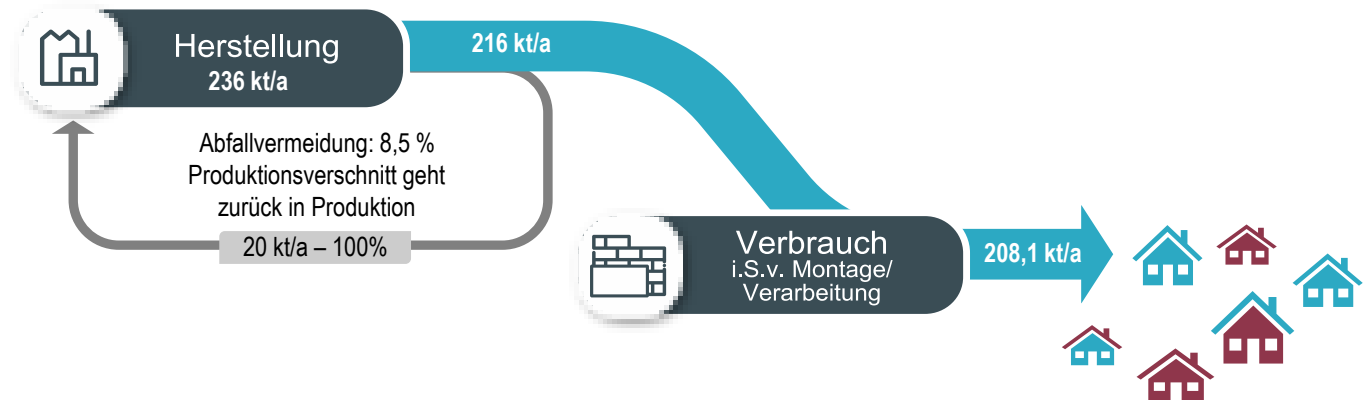 Herstellung
236 kt/a
216 kt/a
Abfallvermeidung: 8,5 %
Produktionsverschnitt geht
zurück in Produktion
20 kt/a – 100%
Verbrauch
i.S.v. Montage/
Verarbeitung
208,1 kt/a